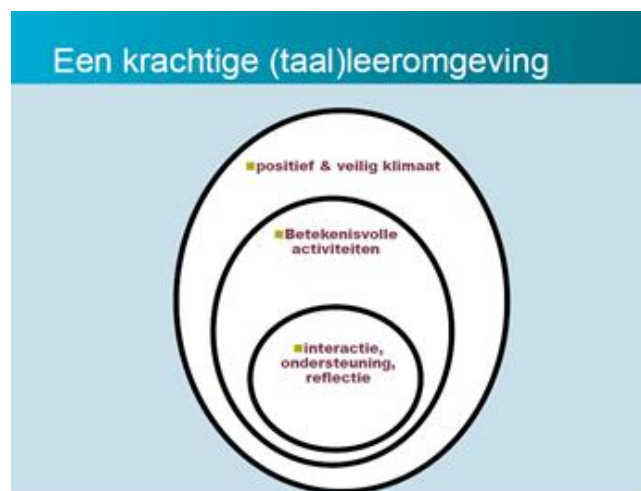 Een krachtige (taal)leeromgeving
positief & veilig klimaat
Betekenisvolle
activiteiten
interactie,
ondersteuning,
reflectie